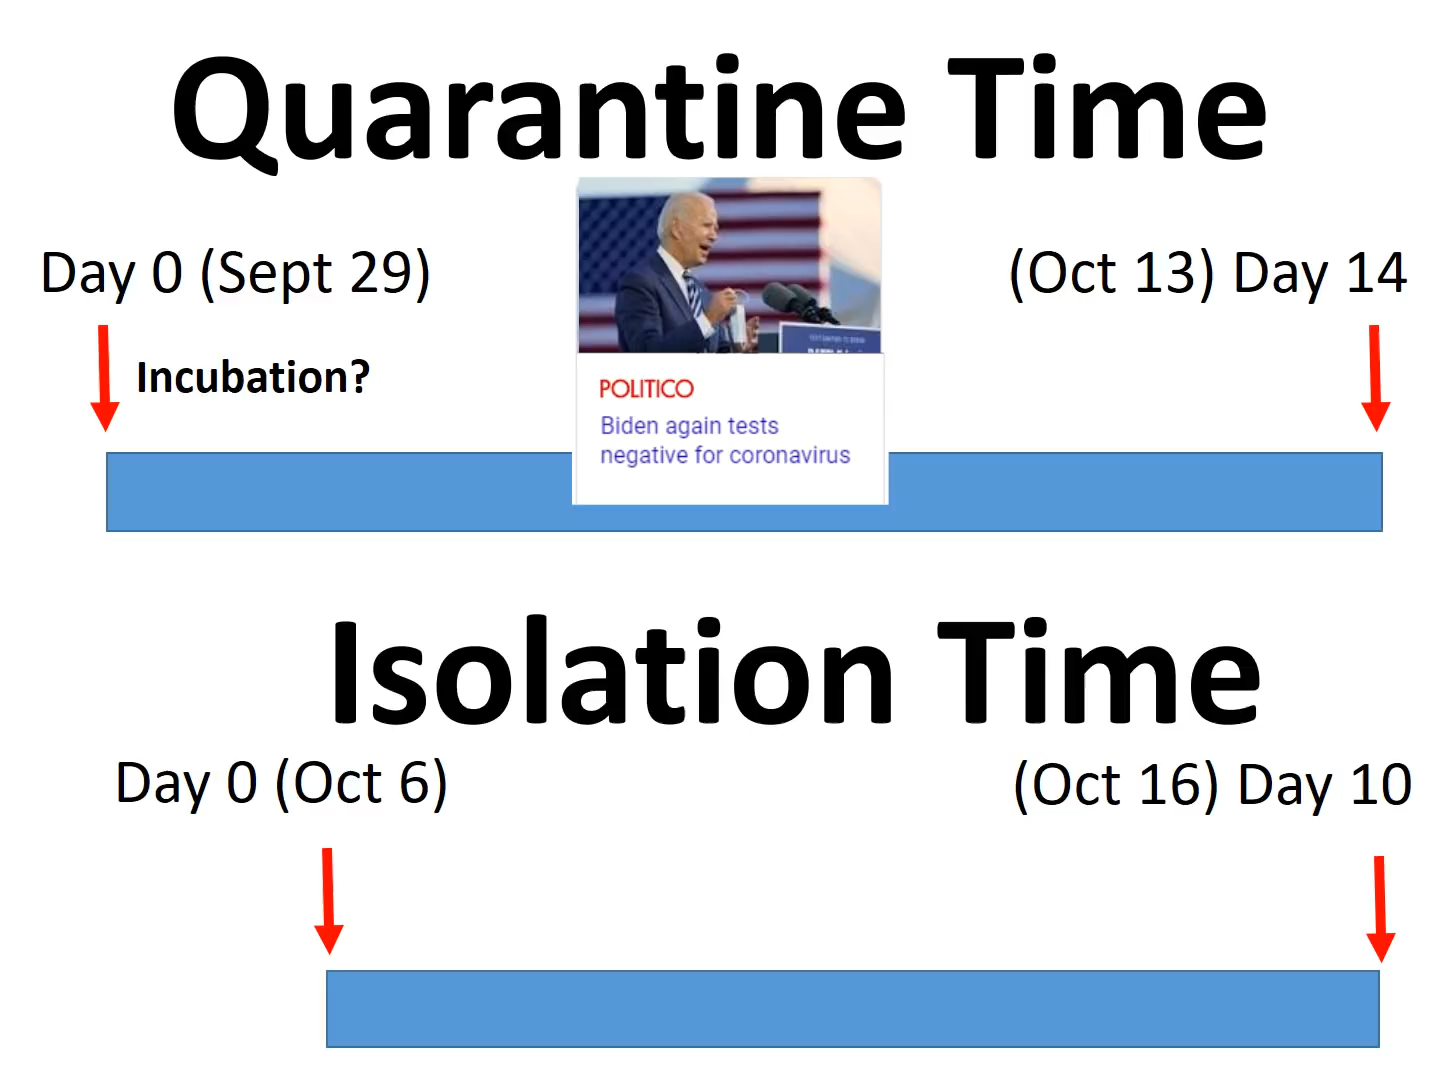 Quarantine Time
Day 0 (Sept 29)
(Oct 13) Day 14
Incubation?
POLITICO
Biden again tests
negative for coronavirus
Isolation Time
Day 0 (Oct 6)
(Oct 16) Day 10